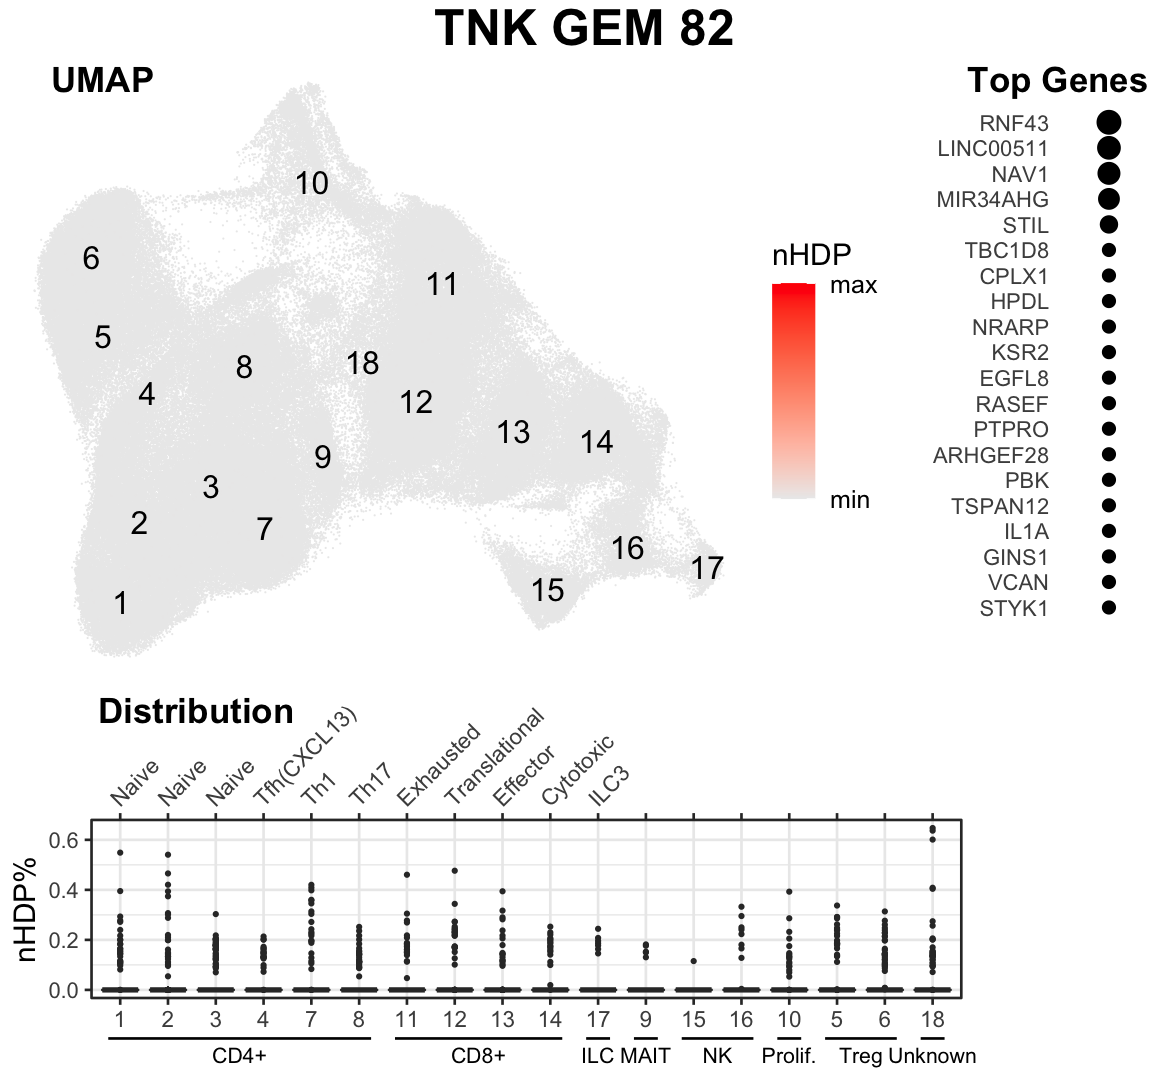 TNK GEM 82
UMAP
10
6
11
5
18
8
4
12
13
14
9
3
2
7
16
17
15
1
nHDP
max
min
Top Genes
RNF43
LINC00511
NAV1
MIR34AHG
STIL
TBC1D8
CPLX1
HPDL
NRARP
KSR2
EGFL8
RASEF
PTPRO
ARHGEF28
PBK
TSPAN12
IL1A
GINS1
VCAN
STYK1
Distribution
Naive
Naive
Naive
Tfh(CXCL13)
Th1
Th17
Exhausted
Translational
Effector
Cytotoxic
ILC3
nHDP%
0.6
0.4
0.2
0.0
1 2 3 4 7 8 11 12 13 14 17 9 15 16 10 5 6 18
CD4+ CD8+ ILC MAIT NK Prolif. Treg Unknown